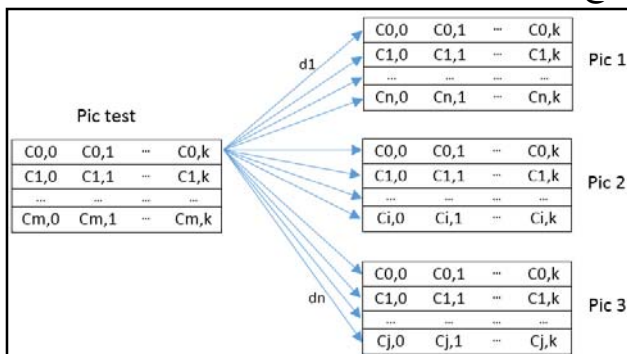 C0,0 C0,1 ... C0,k
d1 C1,0 C1,1 ... C1,k Pic 1
... ... ... ...
Cn,0 Cn,1 ... Cn,k
Pic test
C0,0 C0,1 ... C0,k
C1,0 C1,1 ... C1,k
... ... ... ...
Cm,0 Cm,1 ... Cm,k
C0,0 C0,1 ... C0,k
C1,0 C1,1 ... C1,k Pic 2
... ... ... ...
Ci,0 Ci,1 ... Ci,k
C0,0 C0,1 ... C0,k
dn C1,0 C1,1 ... C1,k Pic 3
... ... ... ...
Cj,0 Cj,1 ... Cj,k